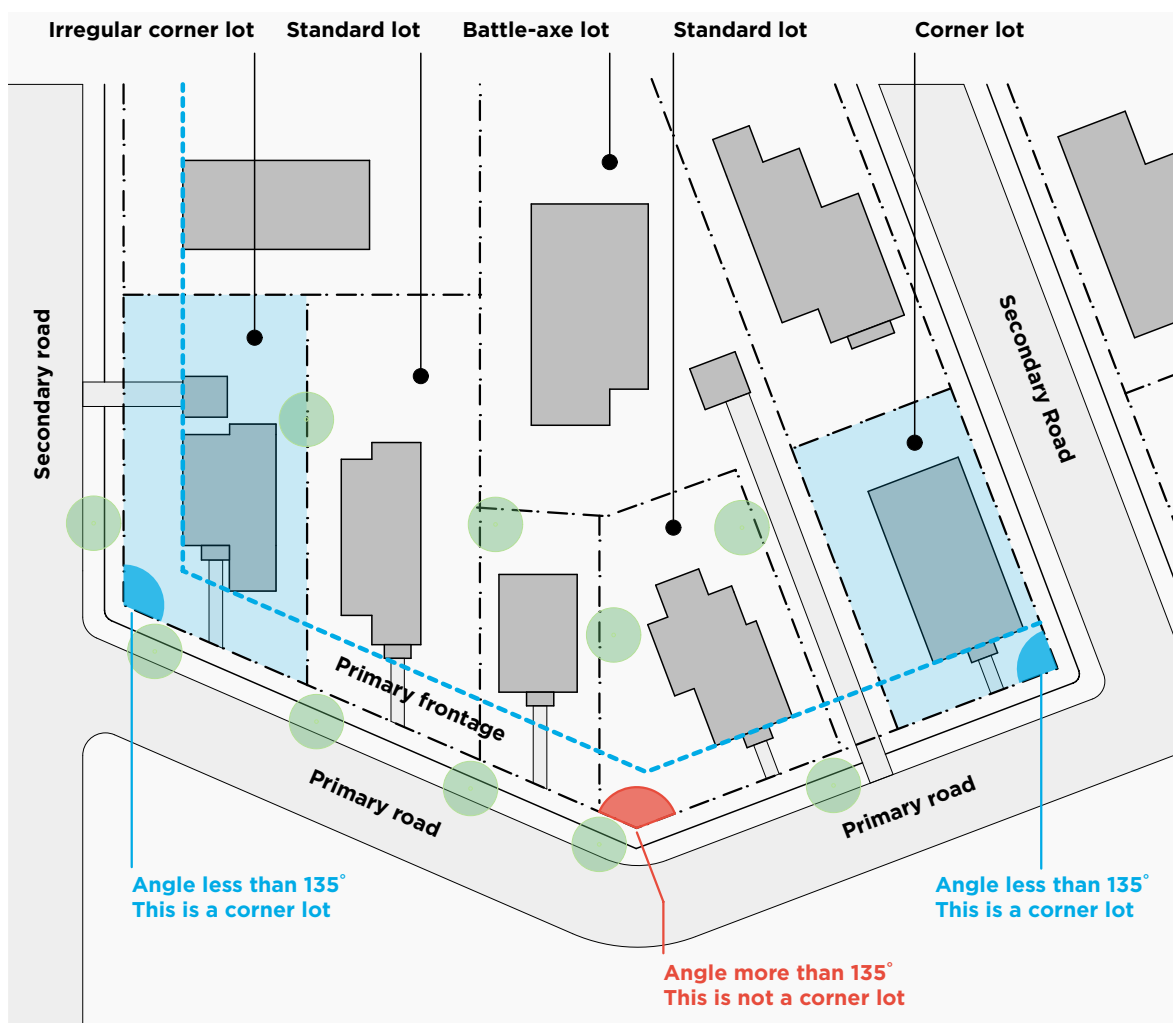 Irregular corner lot
Standard lot
Battle-axe lot
Standard lot
Corner lot
Secondary road
Secondary Road
Primary frontage
Primary road
Primary road
Angle less than 135°
This is a corner lot
Angle less than 135°
This is a corner lot
Angle more than 135°
This is not a corner lot